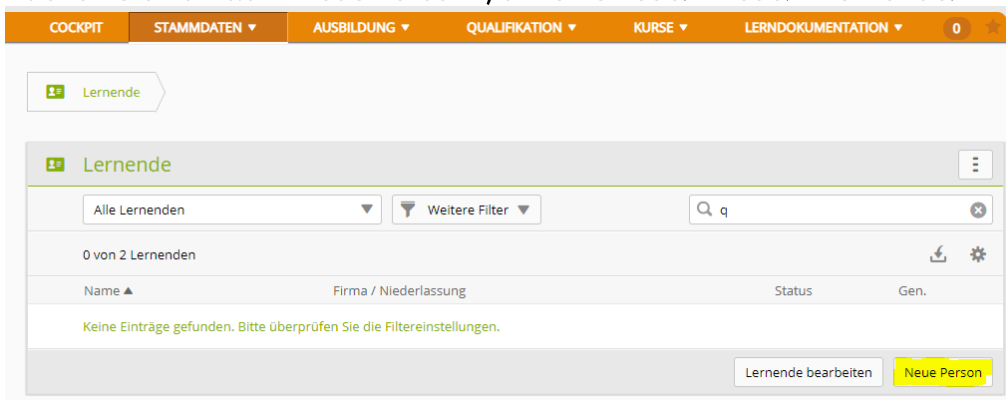 COCKPIT STAMMDATEN ▼ AUSBILDUNG ▼ QUALIFIKATION ▼ KURSE ▼ LERNDOKUMENTATION ▼ 0
Lernende
Lernende
Alle Lernenden ▼ Weitere Filter ▼ q
0 von 2 Lernenden
Name ▲ Firma / Niederlassung Status Gen.
Keine Einträge gefunden. Bitte überprüfen Sie die Filtereinstellungen.
Lernende bearbeiten Neue Person